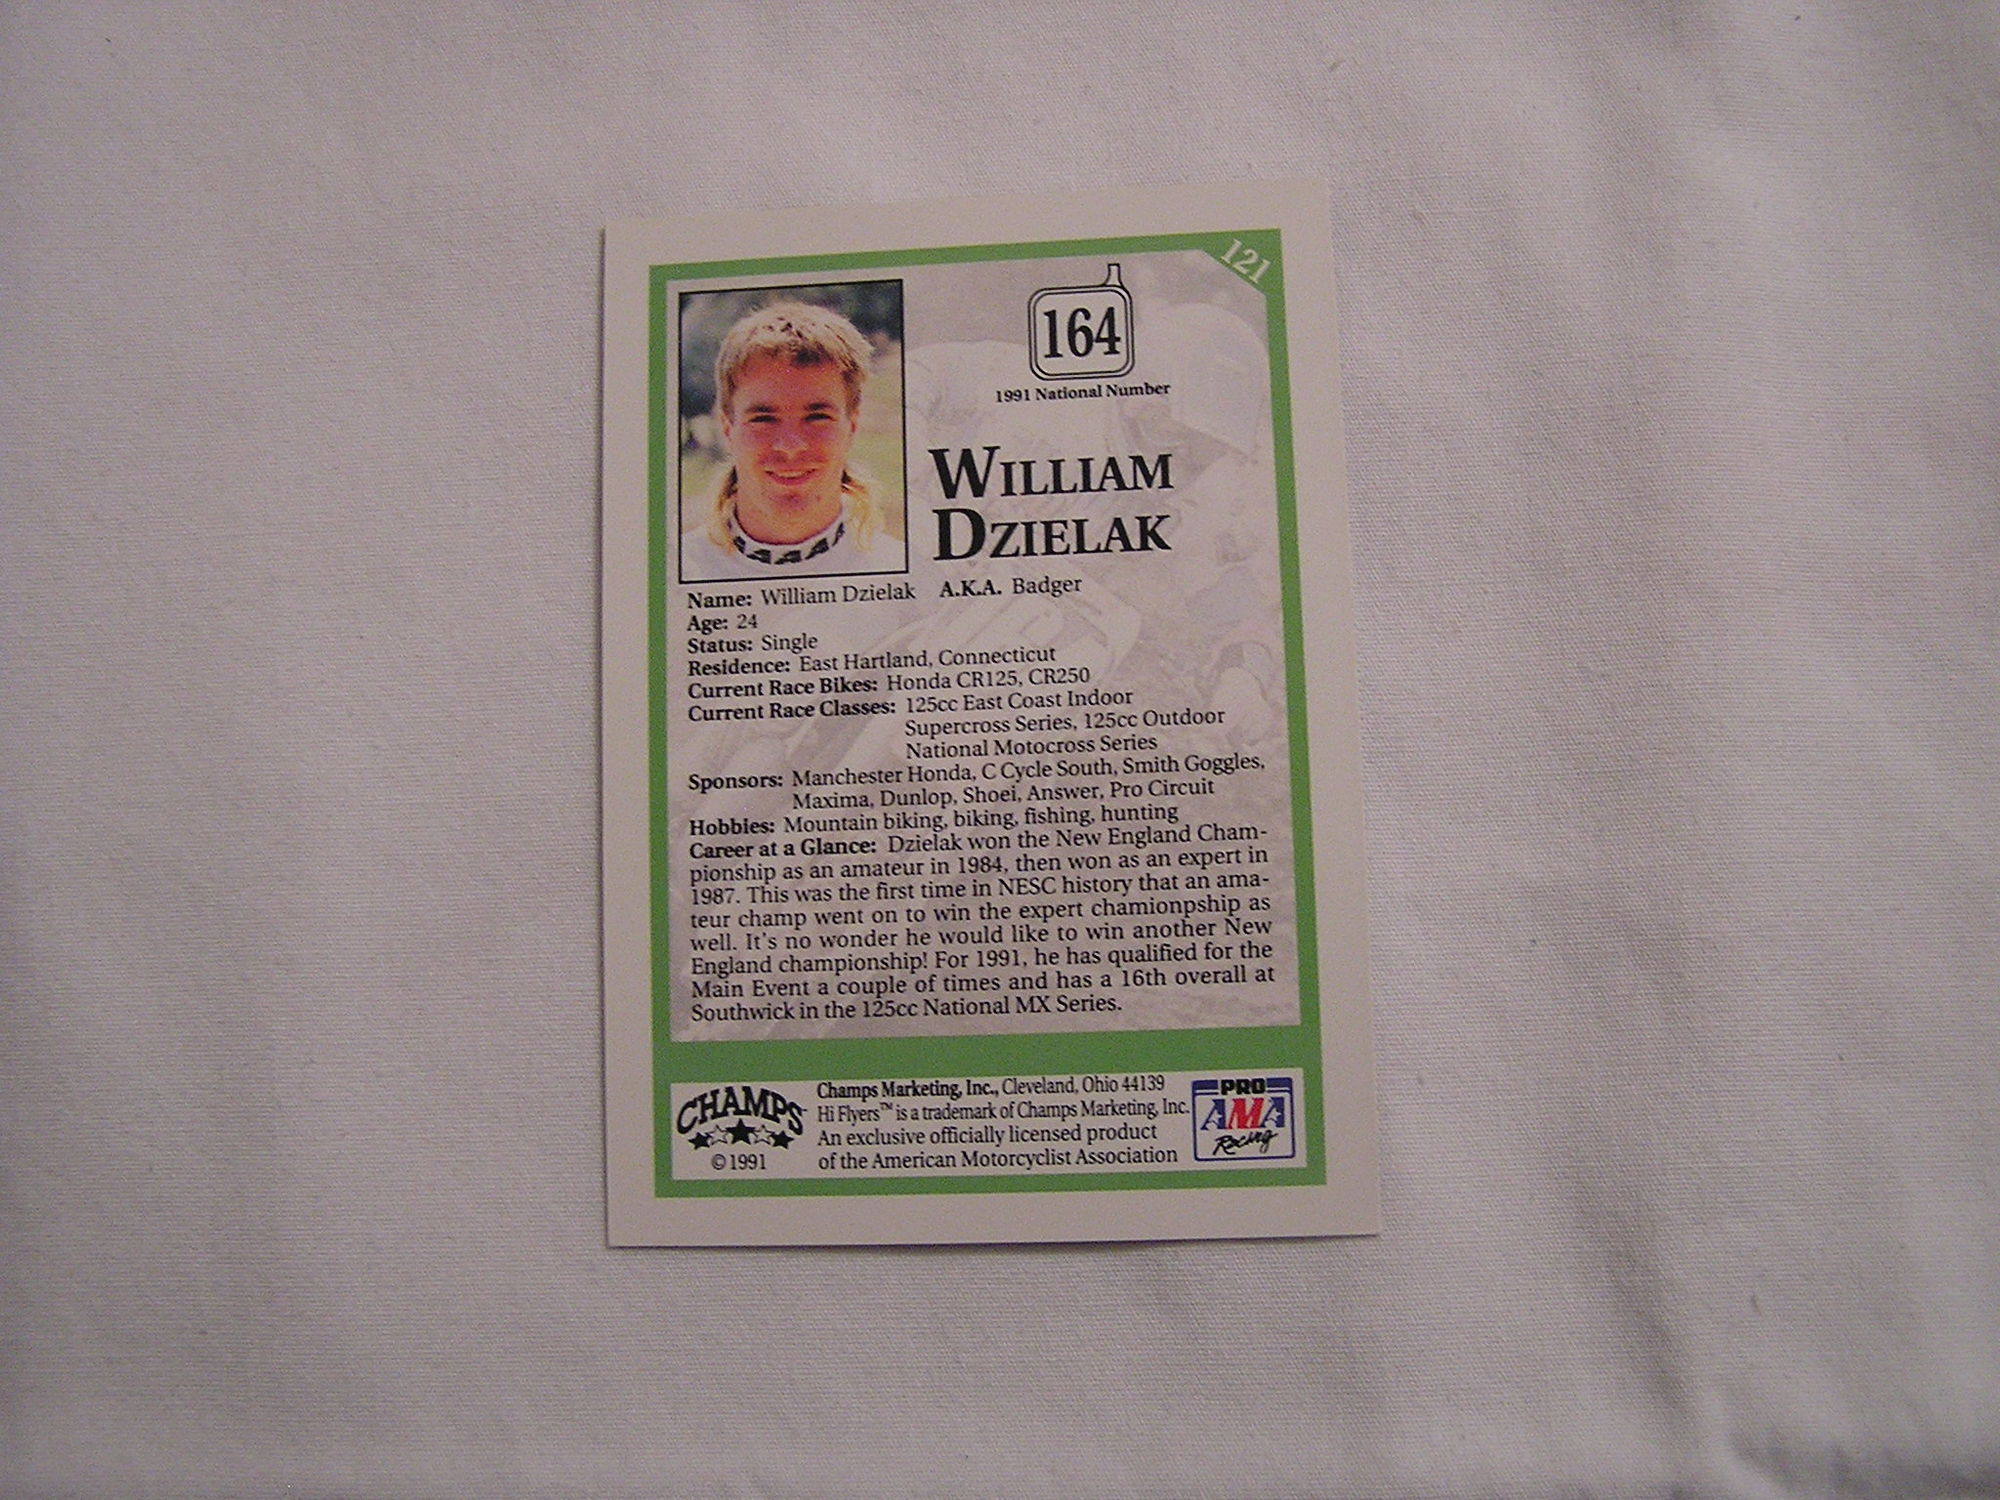 121
164
1991 National Number
WILLIAM
DZIELAK
Name: William Dzielak A.K.A. Badger
Age: 24
Status: Single
Residence: East Hartland, Connecticut
Current Race Bikes: Honda CR125, CR250
Current Race Classes: 125cc East Coast Indoor
Supercross Series, 125cc Outdoor
National Motocross Series
Sponsors: Manchester Honda, C Cycle South, Smith Goggles,
Maxima, Dunlop, Shoei, Answer, Pro Circuit
Hobbies: Mountain biking, biking, fishing, hunting
Career at a Glance: Dzielak won the New England Cham-
pionship as an amateur in 1984, then won as an expert in
1987. This was the first time in NESC history that an ama-
teur champ went on to win the expert chamionpship as
well. It's no wonder he would like to win another New
England championship! For 1991, he has qualified for the
Main Event a couple of times and has a 16th overall at
Southwick in the 125cc National MX Series.
CHAMPS
©1991
Champs Marketing, Inc., Cleveland, Ohio 44139
Hi Flyers™ is a trademark of Champs Marketing, Inc.
An exclusive officially licensed product
of the American Motorcyclist Association
PRO
AMA
Racing